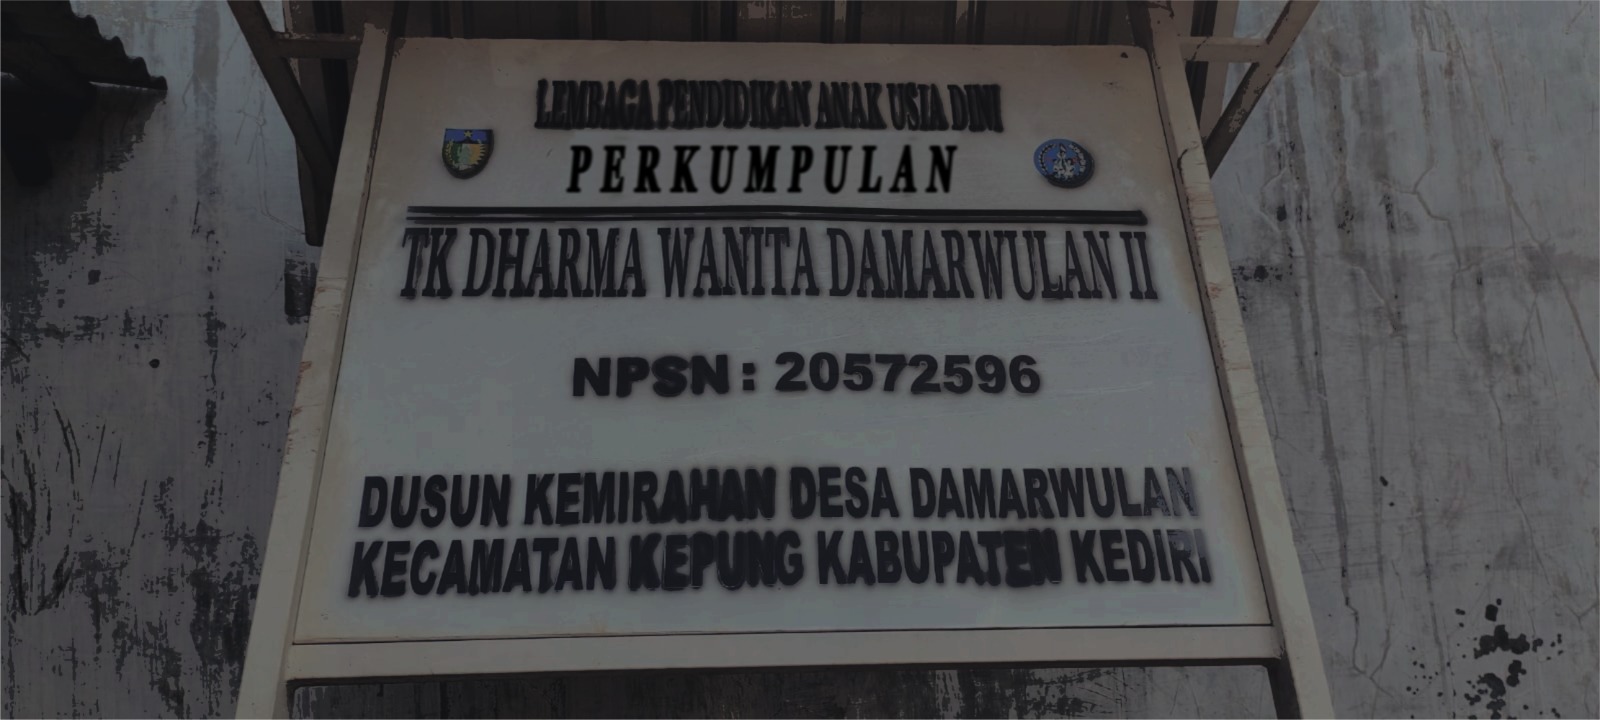 LEMBAGA PENDIDIKAN ANAK USIA DINI
PERKUMPULAN
TK DHARMA WANITA DAMARWULAN II
NPSN : 20572596
DUSUN KEMIRAHAN DESA DAMARWULAN
KECAMATAN KEPUNG KABUPATEN KEDIRI